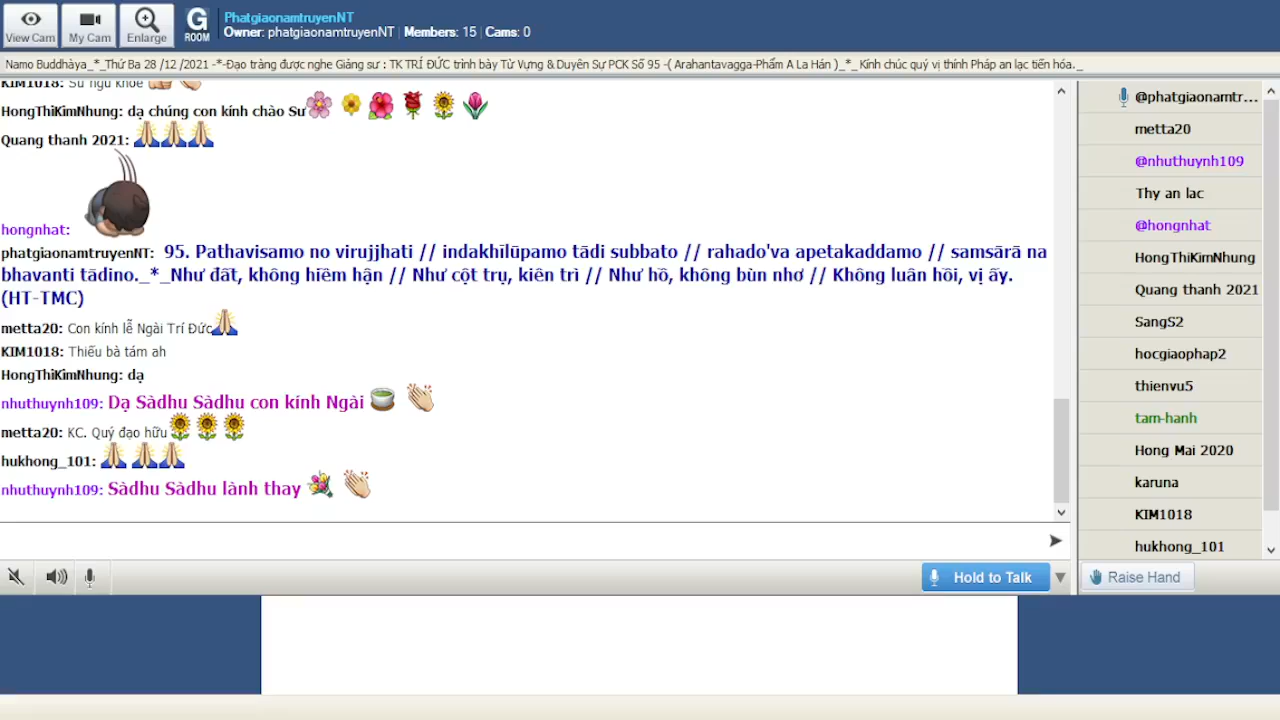 View Cam
My Cam
Enlarge
G
ROOM
PhatgiaonamtruyenNT
Owner: phatgiaonamtruyenNT | Members: 15 | Cams: 0
Namo Buddhàya_*_Thứ Ba 28 /12 /2021 -*-Đạo tràng được nghe Giảng sư : TK TRÍ ĐỨC trình bày Từ Vựng & Duyên Sự PCK Số 95 -( Arahantavagga-Phẩm A La Hán )_*_ Kính chúc quý vị thính Pháp an lạc tiến hóa._
KIM1018: Sư ngủ khỏe
HongThiKimNhung: dạ chúng con kính chào Sư
Quang thanh 2021:
hongnhat:
phatgiaonamtruyenNT: 95. Pathavisamo no virujjhati // indakhīlūpamo tādi subbato // rahado'va apetakaddamo // samsārā na
bhavanti tādino._*_Như đất, không hiềm hận // Như cột trụ, kiên trì // Như hồ, không bùn nhơ // Không luân hồi, vị ấy.
(HT-TMC)
metta20: Con kính lễ Ngài Trí Đức
KIM1018: Thiếu bà tám ah
HongThiKimNhung: dạ
nhuthuynh109: Dạ Sàdhu Sàdhu con kính Ngài
metta20: KC. Quý đạo hữu
hukhong_101:
nhuthuynh109: Sàdhu Sàdhu lành thay
@phatgiaonamtr...
metta20
@nhuthuynh109
Thy an lac
@hongnhat
HongThiKimNhung
Quang thanh 2021
SangS2
hocgiaophap2
thienvu5
tam-hanh
Hong Mai 2020
karuna
KIM1018
hukhong_101
Hold to Talk
Raise Hand